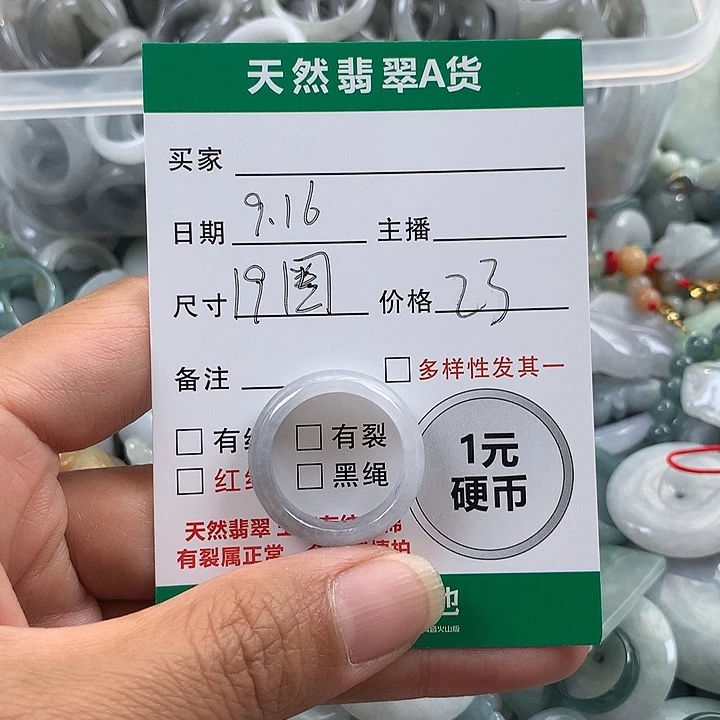 天然翡翠A货
买家
日期 9.16 主播
尺寸 19圈 价格 23
备注
□ 多样性发其一
□ 有 □ 有裂
□ 红 □ 黑绳
1元
硬币
天然翡翠
有裂属正常